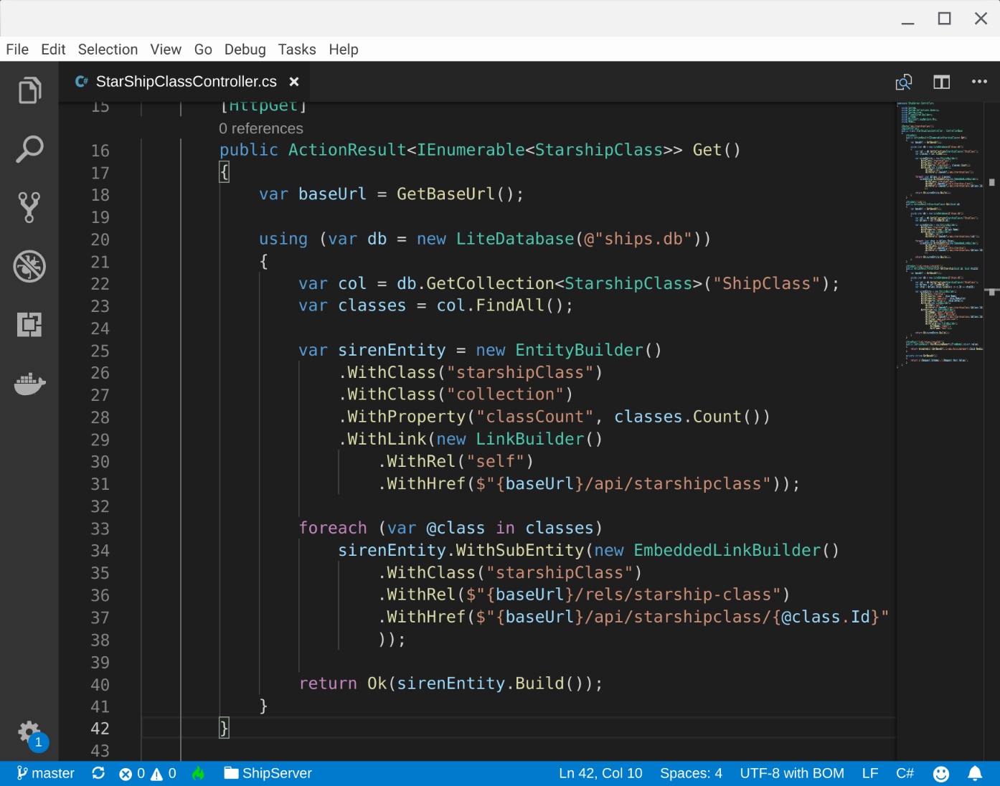 File Edit Selection View Go Debug Tasks Help
C# StarShipClassController.cs
15 [HttpGet]
0 references
16 public ActionResult<IEnumerable<StarshipClass>> Get()
17 {
18 var baseUrl = GetBaseUrl();
19
20 using (var db = new LiteDatabase(@"ships.db"))
21 {
22 var col = db.GetCollection<StarshipClass>("ShipClass");
23 var classes = col.FindAll();
24
25 var sirenEntity = new EntityBuilder()
26 .WithClass("starshipClass")
27 .WithClass("collection")
28 .WithProperty("classCount", classes.Count())
29 .WithLink(new LinkBuilder()
30 .WithRel("self")
31 .WithHref($"{baseUrl}/api/starshipclass"));
32
33 foreach (var @class in classes)
34 sirenEntity.WithSubEntity(new EmbeddedLinkBuilder()
35 .WithClass("starshipClass")
36 .WithRel($"{baseUrl}/rels/starship-class")
37 .WithHref($"{baseUrl}/api/starshipclass/{@class.Id}"
38 ));
39
40 return Ok(sirenEntity.Build());
41 }
42 }
43
1
master 0 0 ShipServer Ln 42, Col 10 Spaces: 4 UTF-8 with BOM LF C#